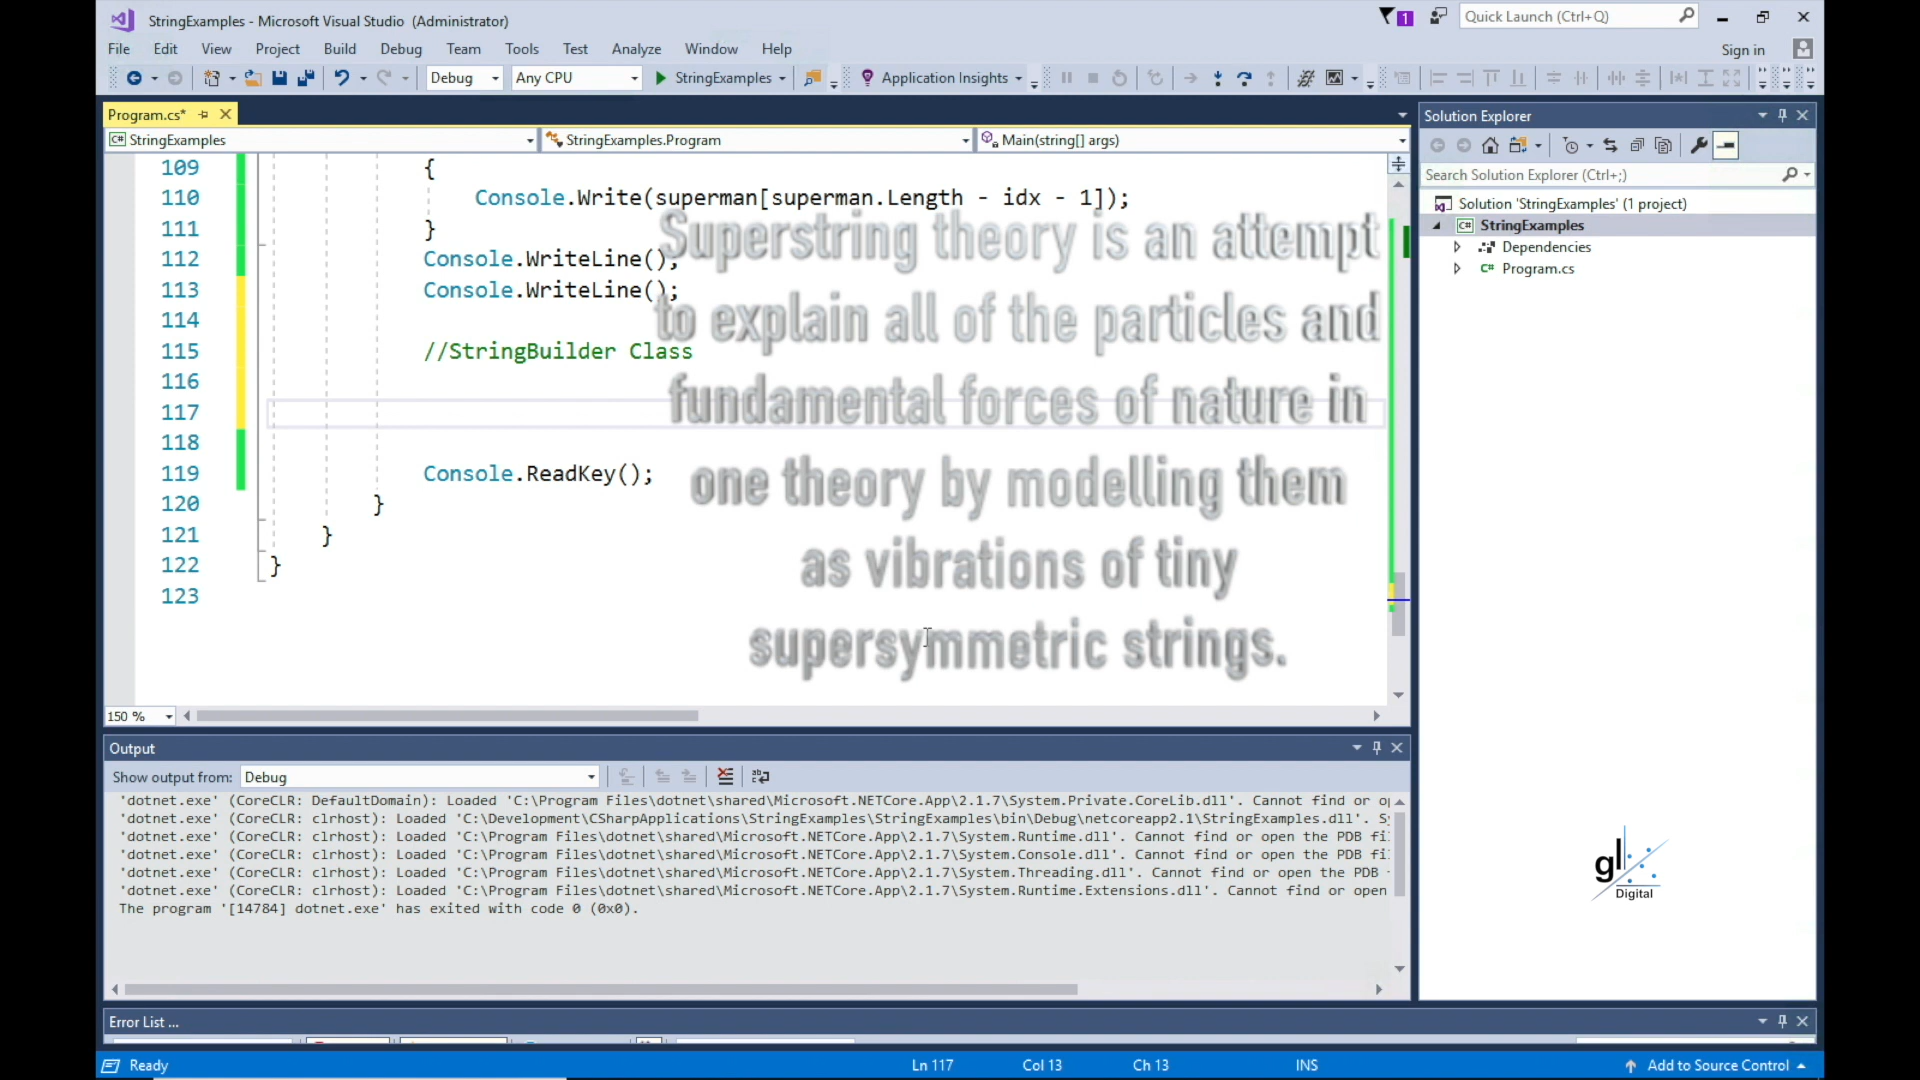 StringExamples - Microsoft Visual Studio (Administrator)
1
Quick Launch (Ctrl+Q)
File Edit View Project Build Debug Team Tools Test Analyze Window Help
Sign in
Debug Any CPU StringExamples Application Insights
Program.cs*
StringExamples StringExamples.Program Main(string[] args)
109 {
110 Console.Write(superman[superman.Length - idx - 1]);
111 }
112 Console.WriteLine();
113 Console.WriteLine();
114
115 //StringBuilder Class
116
117
118
119 Console.ReadKey();
120 }
121 }
122 }
123
Superstring theory is an attempt
to explain all of the particles and
fundamental forces of nature in
one theory by modelling them
as vibrations of tiny
supersymmetric strings.
150 %
Solution Explorer
Search Solution Explorer (Ctrl+;)
Solution 'StringExamples' (1 project)
C# StringExamples
Dependencies
C# Program.cs
Output
Show output from: Debug
'dotnet.exe' (CoreCLR: DefaultDomain): Loaded 'C:\Program Files\dotnet\shared\Microsoft.NETCore.App\2.1.7\System.Private.CoreLib.dll'. Cannot find or o
'dotnet.exe' (CoreCLR: clrhost): Loaded 'C:\Development\CSharpApplications\StringExamples\StringExamples\bin\Debug\netcoreapp2.1\StringExamples.dll'. S
'dotnet.exe' (CoreCLR: clrhost): Loaded 'C:\Program Files\dotnet\shared\Microsoft.NETCore.App\2.1.7\System.Runtime.dll'. Cannot find or open the PDB fi
'dotnet.exe' (CoreCLR: clrhost): Loaded 'C:\Program Files\dotnet\shared\Microsoft.NETCore.App\2.1.7\System.Console.dll'. Cannot find or open the PDB fi
'dotnet.exe' (CoreCLR: clrhost): Loaded 'C:\Program Files\dotnet\shared\Microsoft.NETCore.App\2.1.7\System.Threading.dll'. Cannot find or open the PDB
'dotnet.exe' (CoreCLR: clrhost): Loaded 'C:\Program Files\dotnet\shared\Microsoft.NETCore.App\2.1.7\System.Runtime.Extensions.dll'. Cannot find or open
The program '[14784] dotnet.exe' has exited with code 0 (0x0).
gl
Digital
Error List ...
Ready Ln 117 Col 13 Ch 13 INS Add to Source Control